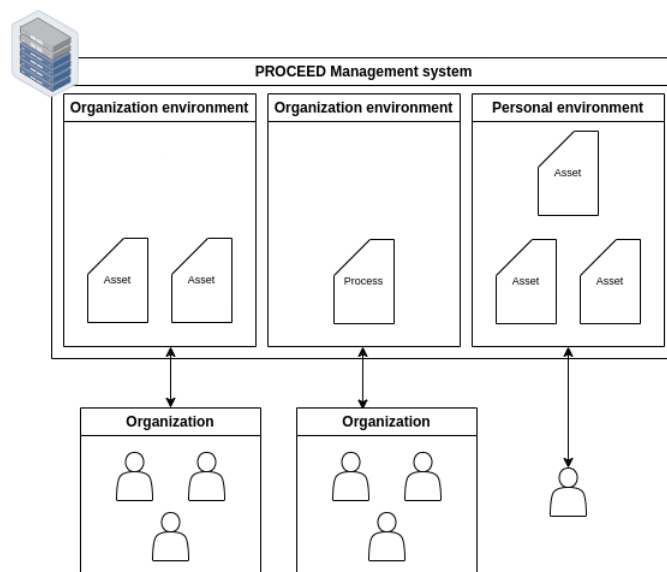 PROCEED Management system
Organization environment
Organization environment
Personal environment
Asset
Asset
Asset
Process
Asset
Asset
Organization
Organization